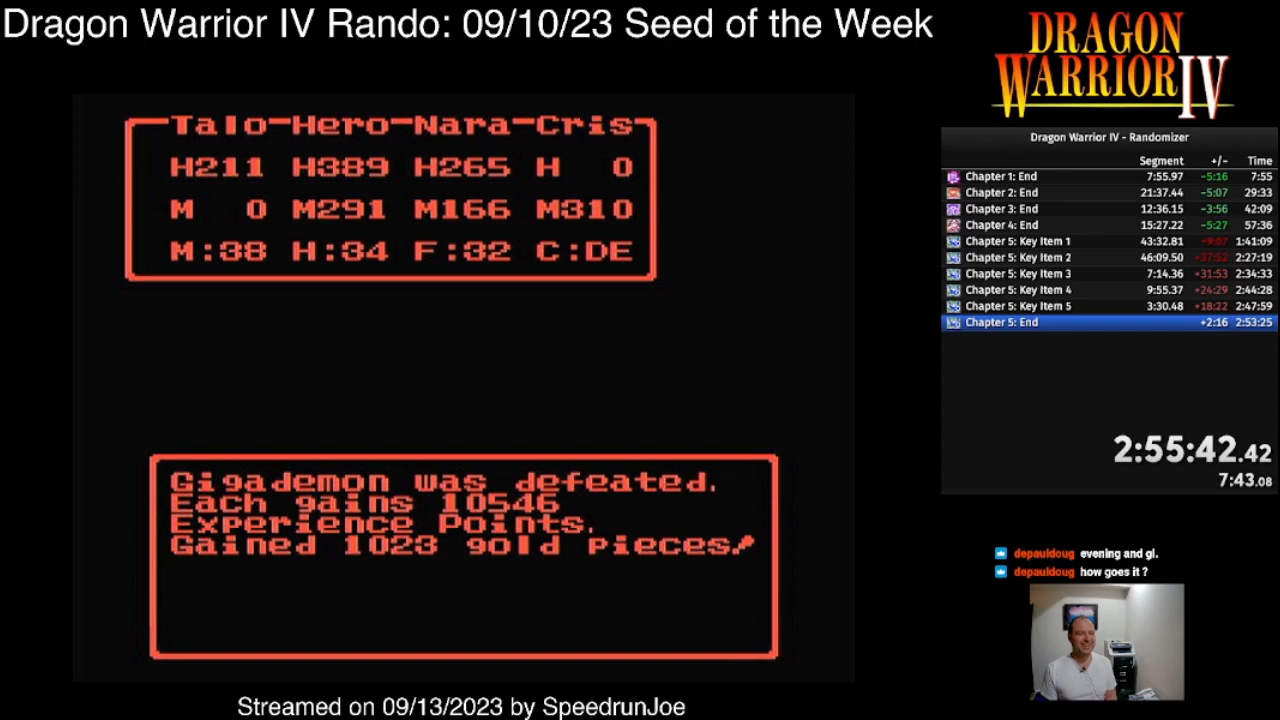 Dragon Warrior IV Rando: 09/10/23 Seed of the Week
DRAGON
WARRIOR IV
Talo Hero Nara Cris
H211 H389 H265 H 0
M 0 M291 M166 M310
M:38 H:34 F:32 C:DE
Gigademon was defeated.
Each gains 10546
Experience Points.
Gained 1023 gold pieces
Dragon Warrior IV - Randomizer
Segment +/- Time
Chapter 1: End 7:55.97 -5:16 7:55
Chapter 2: End 21:37.44 -5:07 29:33
Chapter 3: End 12:36.15 -3:56 42:09
Chapter 4: End 15:27.22 -5:27 57:36
Chapter 5: Key Item 1 43:32.81 +9:07 1:41:09
Chapter 5: Key Item 2 46:09.50 +37:52 2:27:19
Chapter 5: Key Item 3 7:14.36 +31:53 2:34:33
Chapter 5: Key Item 4 9:55.37 +24:29 2:44:28
Chapter 5: Key Item 5 3:30.48 +18:22 2:47:59
Chapter 5: End +2:16 2:53:25
2:55:42.42
7:43.08
depauldoug evening and gl.
depauldoug how goes it ?
Streamed on 09/13/2023 by SpeedrunJoe